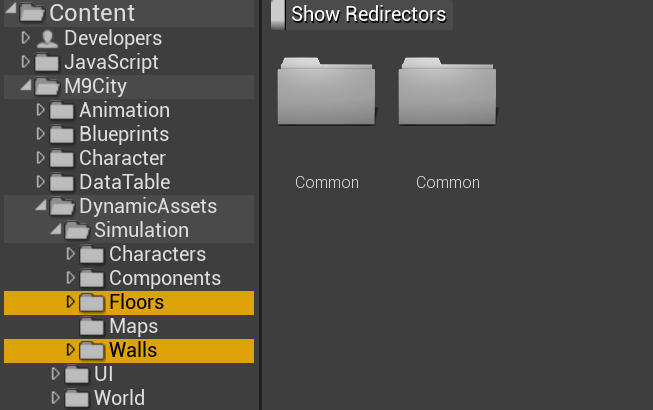 Content
Developers
JavaScript
M9City
Animation
Blueprints
Character
DataTable
DynamicAssets
Simulation
Characters
Components
Floors
Maps
Walls
UI
World
Show Redirectors
Common
Common